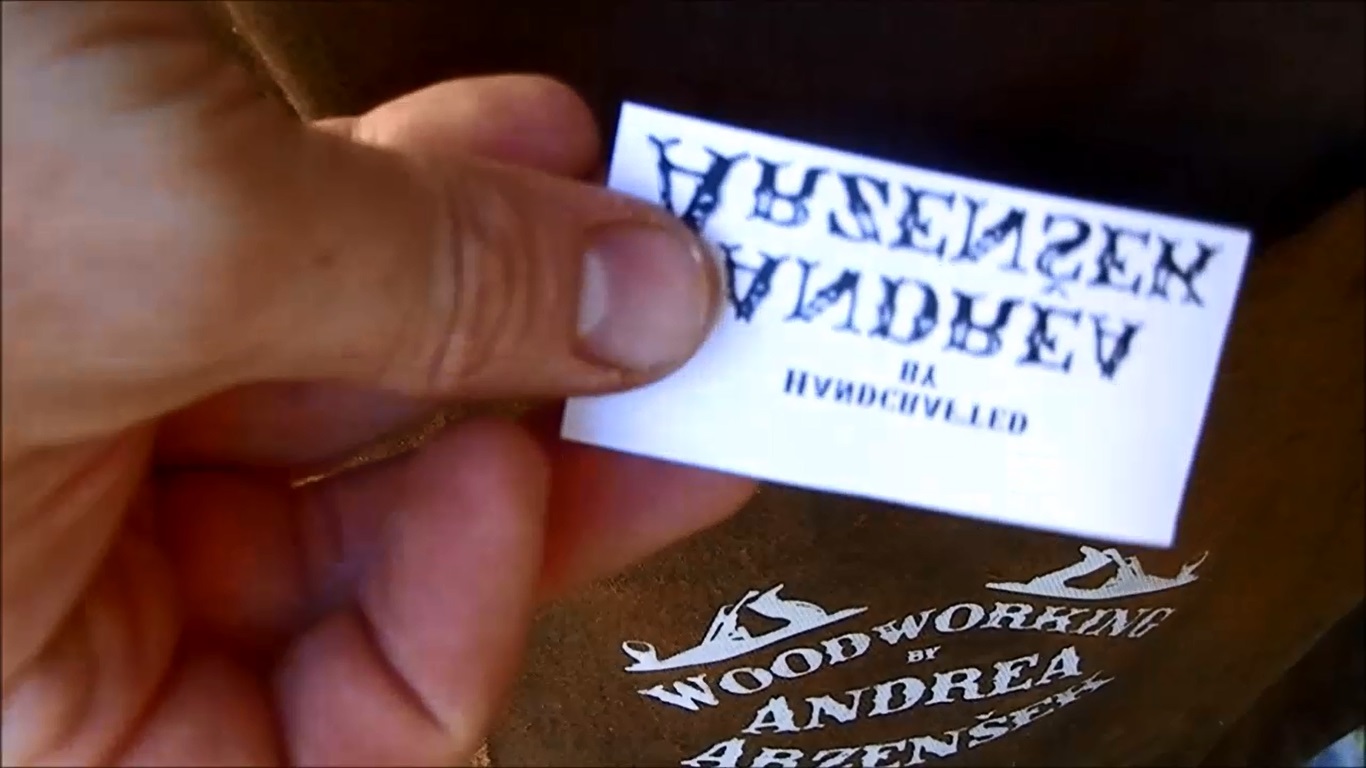 HANDCRAFTED
BY
ANDREA
ARZENŠEK
WOODWORKING
BY
ANDREA
ARZENŠEK